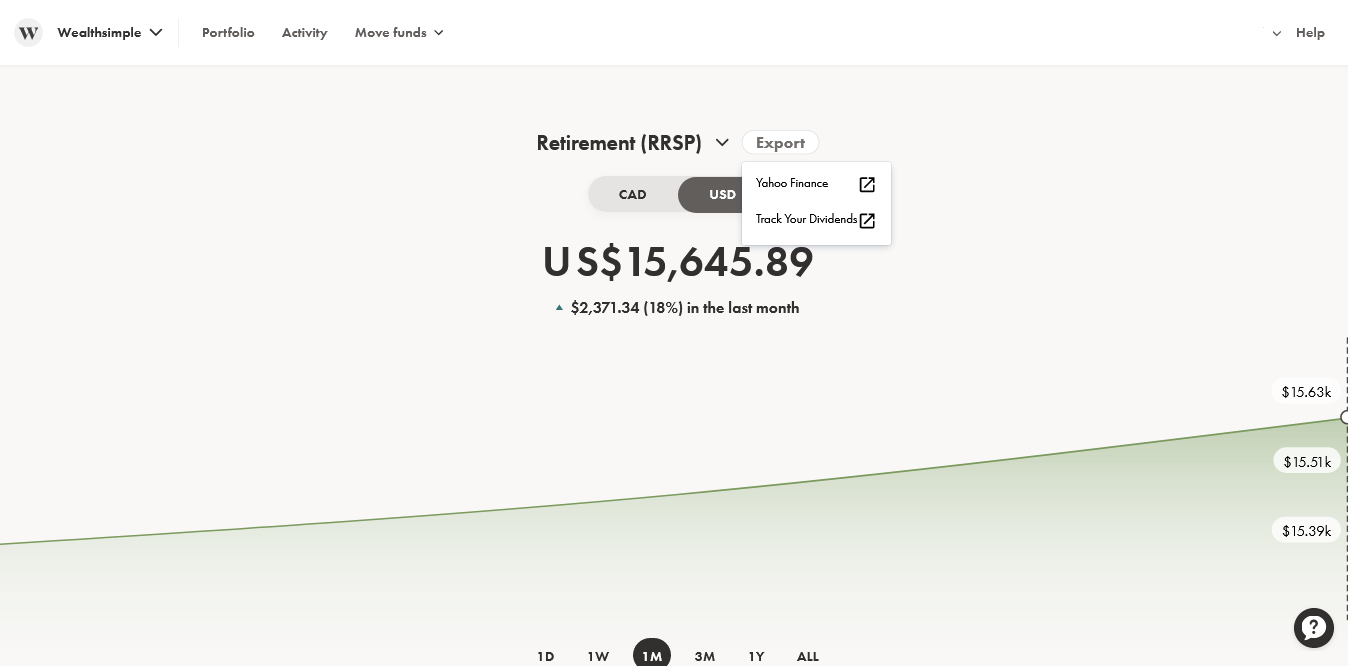 W Wealthsimple Portfolio Activity Move funds Help
Retirement (RRSP) Export
Yahoo Finance
CAD USD
Track Your Dividends
US$15,645.89
$2,371.34 (18%) in the last month
$15.63k
$15.51k
$15.39k
?
1D 1W 1M 3M 1Y ALL